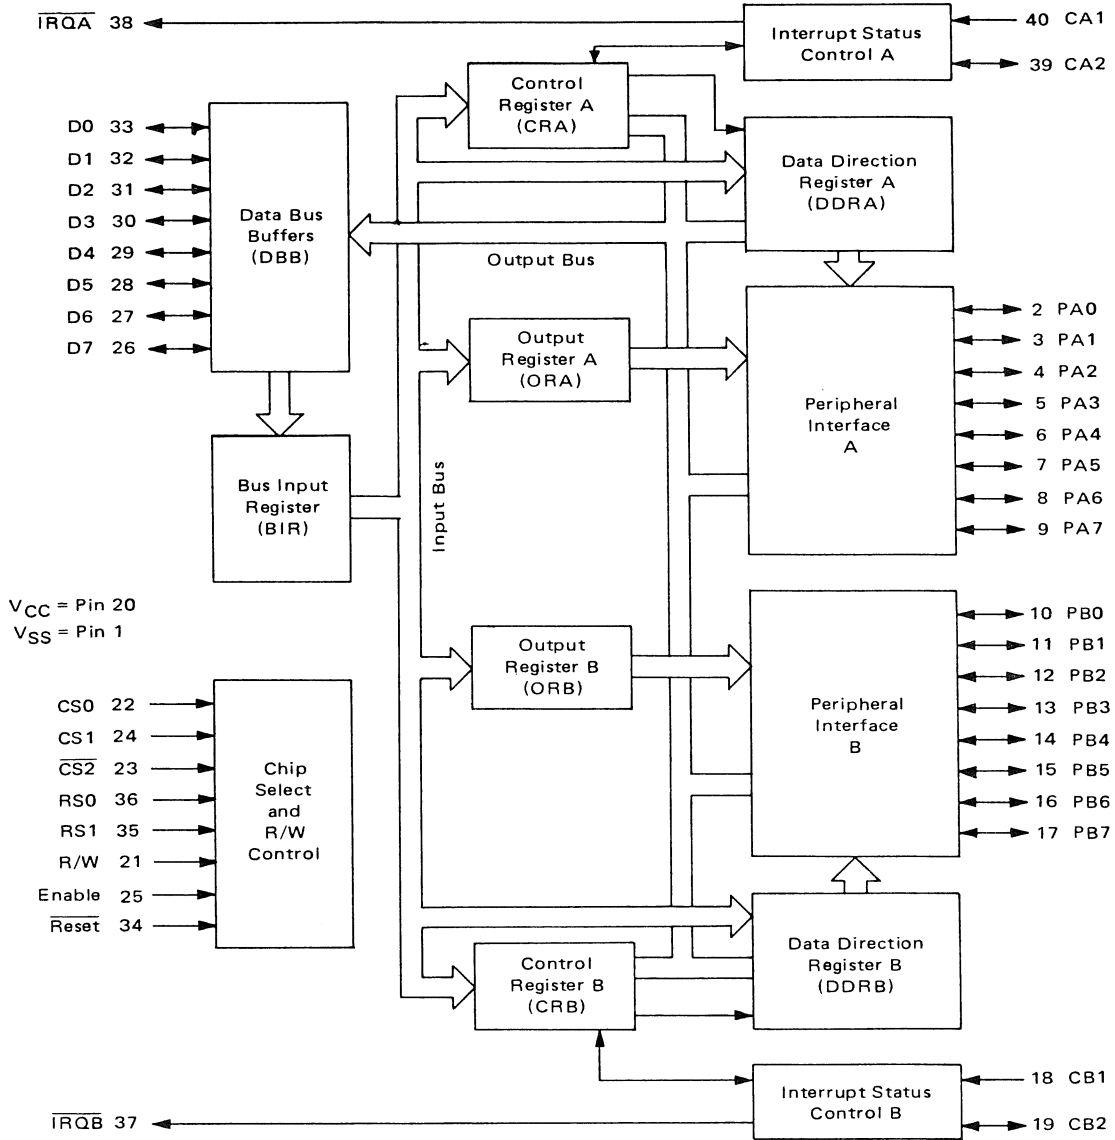 IRQA 38
Interrupt Status
Control A
40 CA1
39 CA2
Control
Register A
(CRA)
D0 33
D1 32
D2 31
D3 30
D4 29
D5 28
D6 27
D7 26
Data Bus
Buffers
(DBB)
Data Direction
Register A
(DDRA)
Output Bus
Output
Register A
(ORA)
Peripheral
Interface
A
2 PA0
3 PA1
4 PA2
5 PA3
6 PA4
7 PA5
8 PA6
9 PA7
Bus Input
Register
(BIR)
Input Bus
VCC = Pin 20
VSS = Pin 1
Output
Register B
(ORB)
Peripheral
Interface
B
10 PB0
11 PB1
12 PB2
13 PB3
14 PB4
15 PB5
16 PB6
17 PB7
CS0 22
CS1 24
CS2 23
RS0 36
RS1 35
R/W 21
Enable 25
Reset 34
Chip
Select
and
R/W
Control
Control
Register B
(CRB)
Data Direction
Register B
(DDRB)
Interrupt Status
Control B
18 CB1
19 CB2
IRQB 37